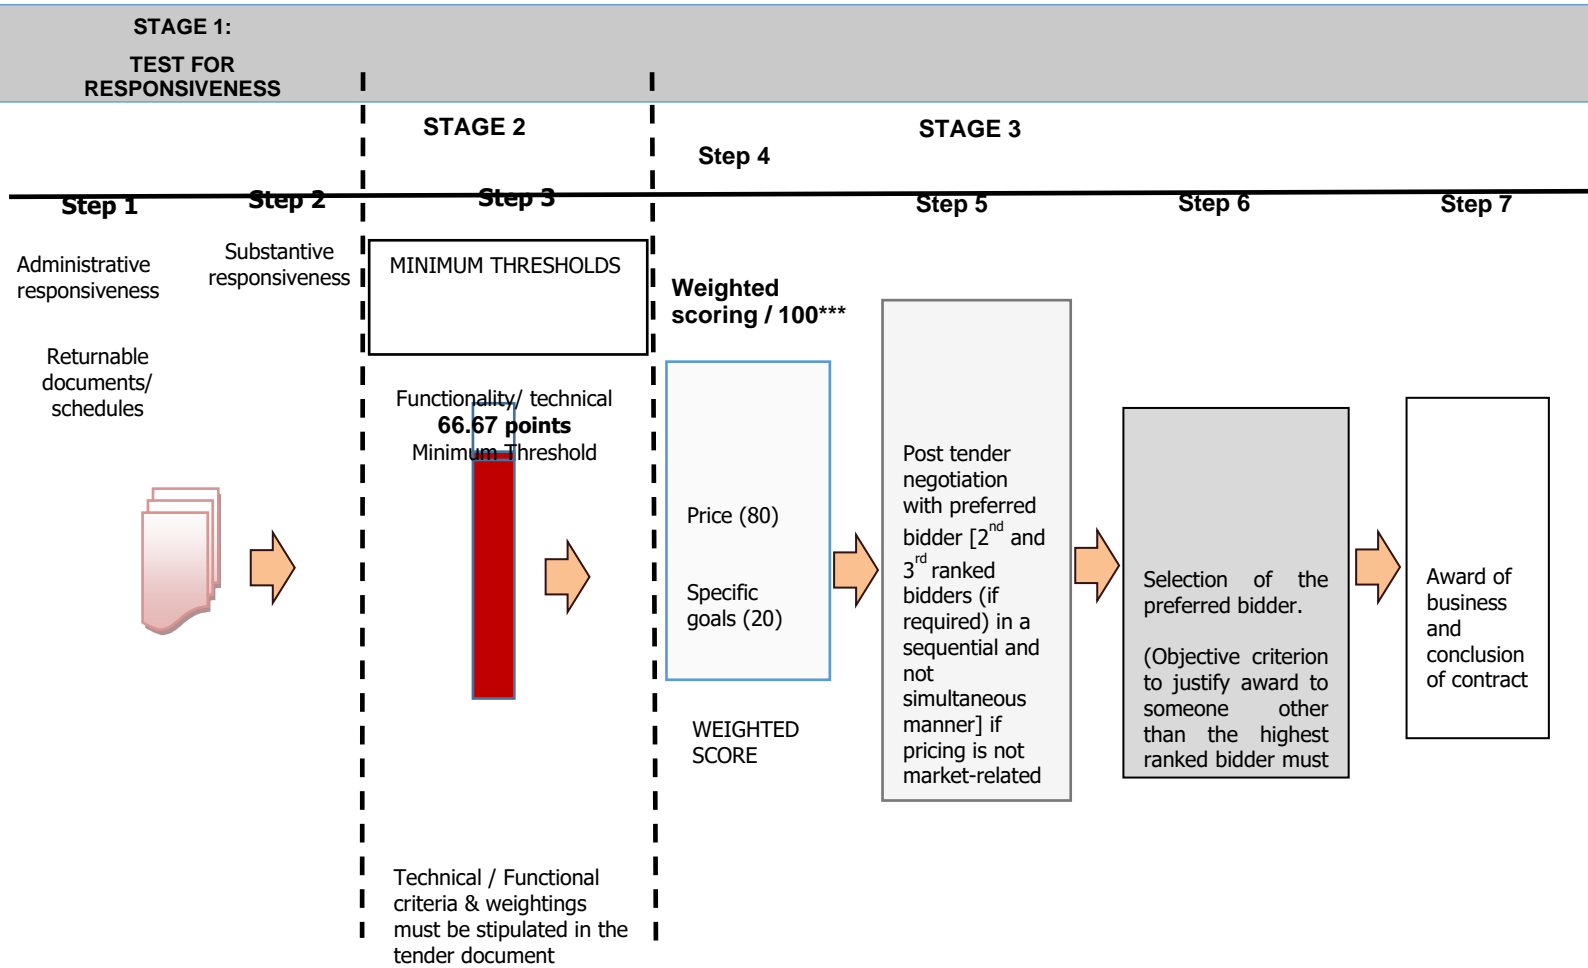 STAGE 1:
TEST FOR
RESPONSIVENESS
STAGE 2
STAGE 3
Step 4
Step 1
Step 2
Step 3
Step 5
Step 6
Step 7
Administrative
responsiveness
Returnable
documents/
schedules
Substantive
responsiveness
MINIMUM THRESHOLDS
Functionality/ technical
66.67 points
Minimum Threshold
Technical / Functional
criteria & weightings
must be stipulated in the
tender document
Weighted
scoring / 100***
Price (80)
Specific
goals (20)
WEIGHTED
SCORE
Post tender
negotiation
with preferred
bidder [2nd and
3rd ranked
bidders (if
required) in a
sequential and
not
simultaneous
manner] if
pricing is not
market-related
Selection of the
preferred bidder.
(Objective criterion
to justify award to
someone other
than the highest
ranked bidder must
Award of
business
and
conclusion
of contract